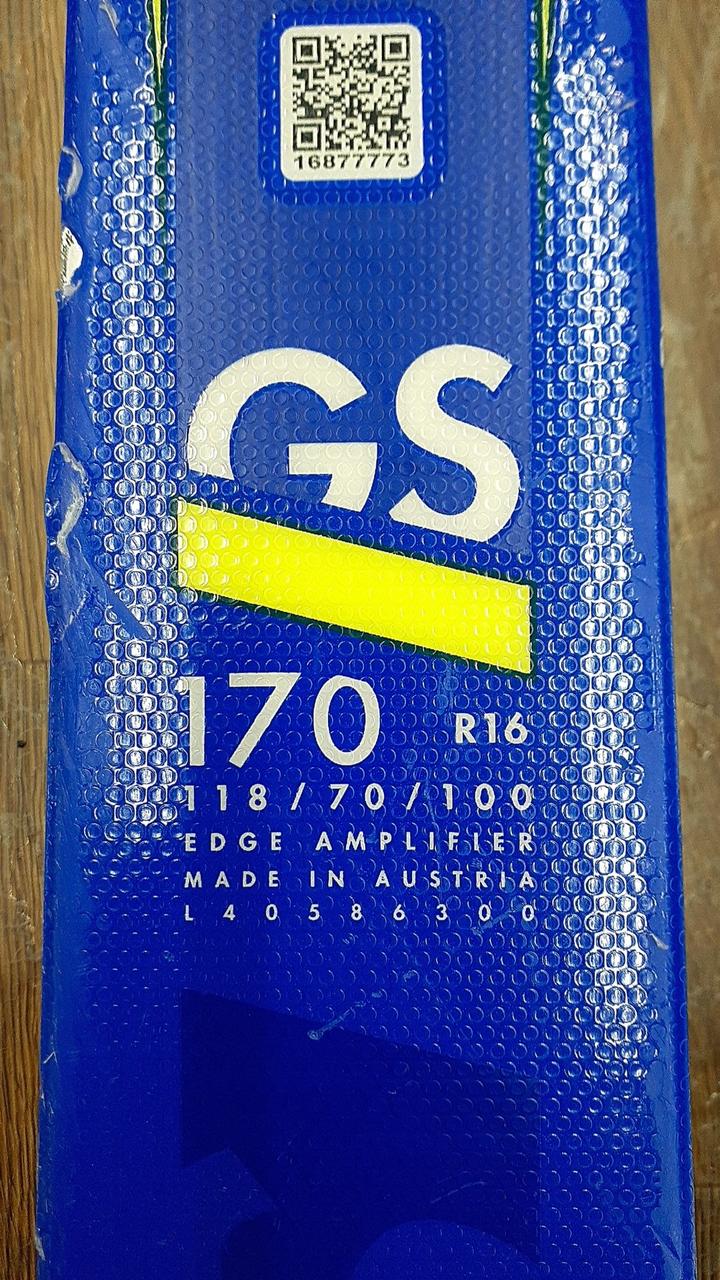 16877773
GS
170 R16
118/70/100
EDGE AMPLIFIER
MADE IN AUSTRIA
L40586300